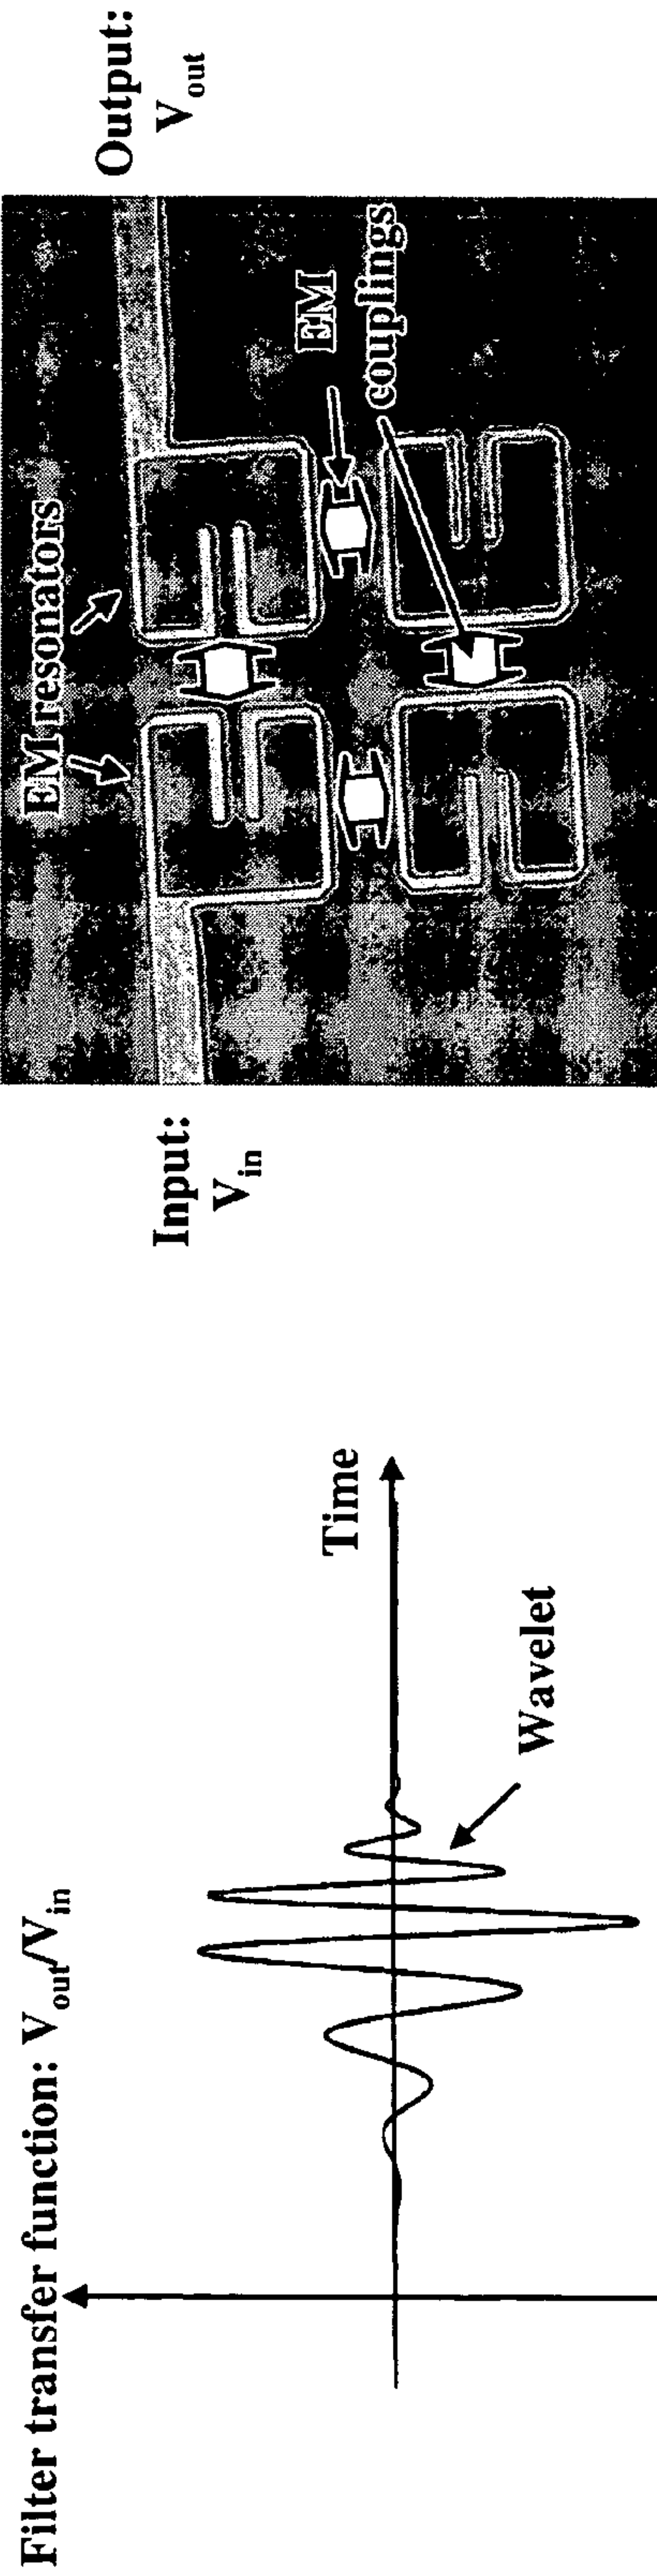 Filter transfer function: Vout/Vin
Time
Wavelet
Input:
Vin
EM resonators
EM
couplings
Output:
Vout